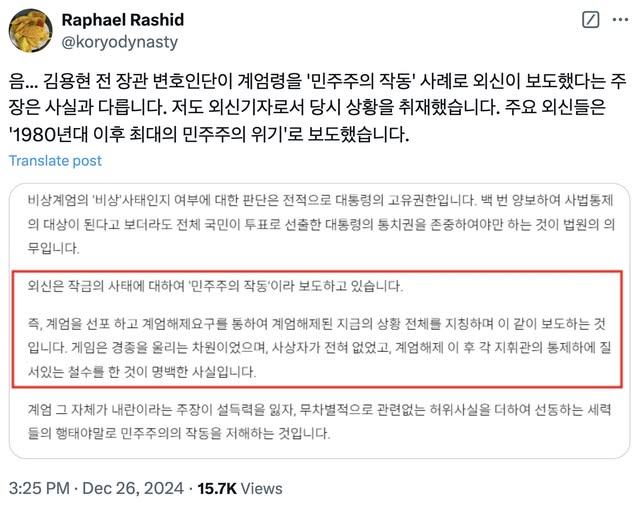 Raphael Rashid
@koryodynasty
음... 김용현 전 장관 변호인단이 계엄령을 '민주주의 작동' 사례로 외신이 보도했다는 주
장은 사실과 다릅니다. 저도 외신기자로서 당시 상황을 취재했습니다. 주요 외신들은
'1980년대 이후 최대의 민주주의 위기'로 보도했습니다.
Translate post
비상계엄의 '비상'사태인지 여부에 대한 판단은 전적으로 대통령의 고유권한입니다. 백 번 양보하여 사법통제
의 대상이 된다고 보더라도 전체 국민이 투표로 선출한 대통령의 통치권을 존중하여야만 하는 것이 법원의 의
무입니다.
외신은 작금의 사태에 대하여 '민주주의 작동'이라 보도하고 있습니다.
즉, 계엄을 선포 하고 계엄해제요구를 통하여 계엄해제된 지금의 상황 전체를 지칭하며 이 같이 보도하는 것
입니다. 게임은 경종을 올리는 차원이었으며, 사상자가 전혀 없었고, 계엄해제 이 후 각 지휘관의 통제하에 질
서있는 철수를 한 것이 명백한 사실입니다.
계엄 그 자체가 내란이라는 주장이 설득력을 잃자, 무차별적으로 관련없는 허위사실을 더하여 선동하는 세력
들의 행태야말로 민주주의의 작동을 저해하는 것입니다.
3:25 PM · Dec 26, 2024 · 15.7K Views